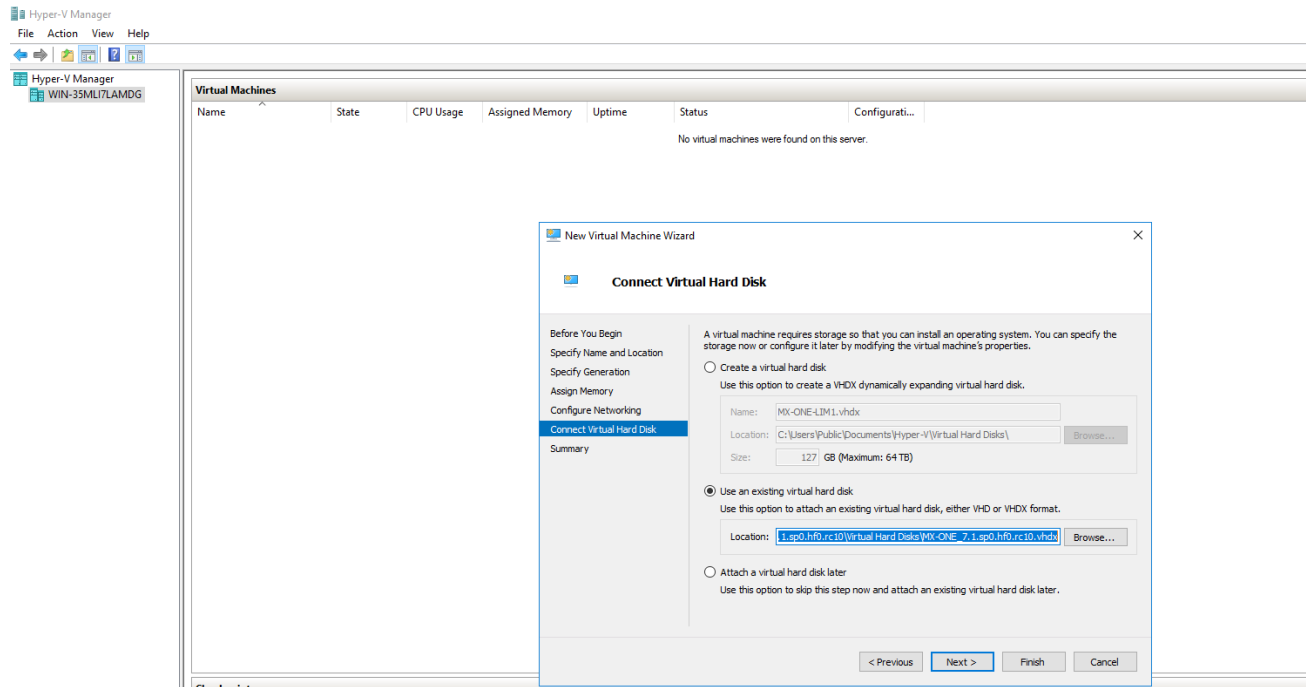 Hyper-V Manager
File Action View Help
Hyper-V Manager
WIN-35MLI7LAMDG
Virtual Machines
Name State CPU Usage Assigned Memory Uptime Status Configurati...
No virtual machines were found on this server.
New Virtual Machine Wizard
Connect Virtual Hard Disk
Before You Begin
Specify Name and Location
Specify Generation
Assign Memory
Configure Networking
Connect Virtual Hard Disk
Summary
A virtual machine requires storage so that you can install an operating system. You can specify the
storage now or configure it later by modifying the virtual machine's properties.
Create a virtual hard disk
Use this option to create a VHDX dynamically expanding virtual hard disk.
Name: MX-ONE-LIM1.vhdx
Location: C:\Users\Public\Documents\Hyper-V\Virtual Hard Disks\ Browse...
Size: 127 GB (Maximum: 64 TB)
Use an existing virtual hard disk
Use this option to attach an existing virtual hard disk, either VHD or VHDX format.
Location: .1.sp0.hf0.rc10\Virtual Hard Disks\MX-ONE_7.1.sp0.hf0.rc10.vhdx Browse...
Attach a virtual hard disk later
Use this option to skip this step now and attach an existing virtual hard disk later.
< Previous Next > Finish Cancel